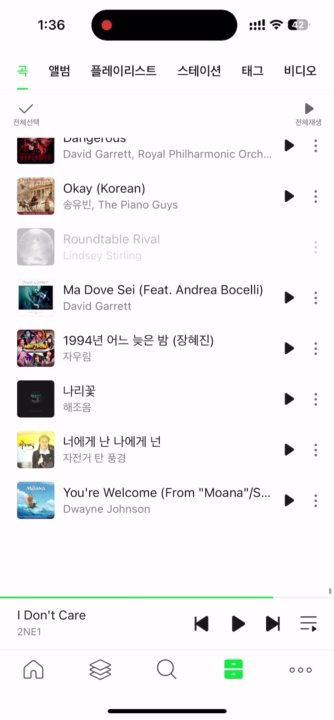 1:36
42
곡 앨범 플레이리스트 스테이션 태그 비디오
전체선택 전체재생
Dangerous
David Garrett, Royal Philharmonic Orch...
Okay (Korean)
송유빈, The Piano Guys
Roundtable Rival
Lindsey Stirling
Ma Dove Sei (Feat. Andrea Bocelli)
David Garrett
1994년 어느 늦은 밤 (장혜진)
자우림
나리꽃
해조음
너에게 난 나에게 넌
자전거 탄 풍경
You're Welcome (From "Moana"/S...
Dwayne Johnson
I Don't Care
2NE1